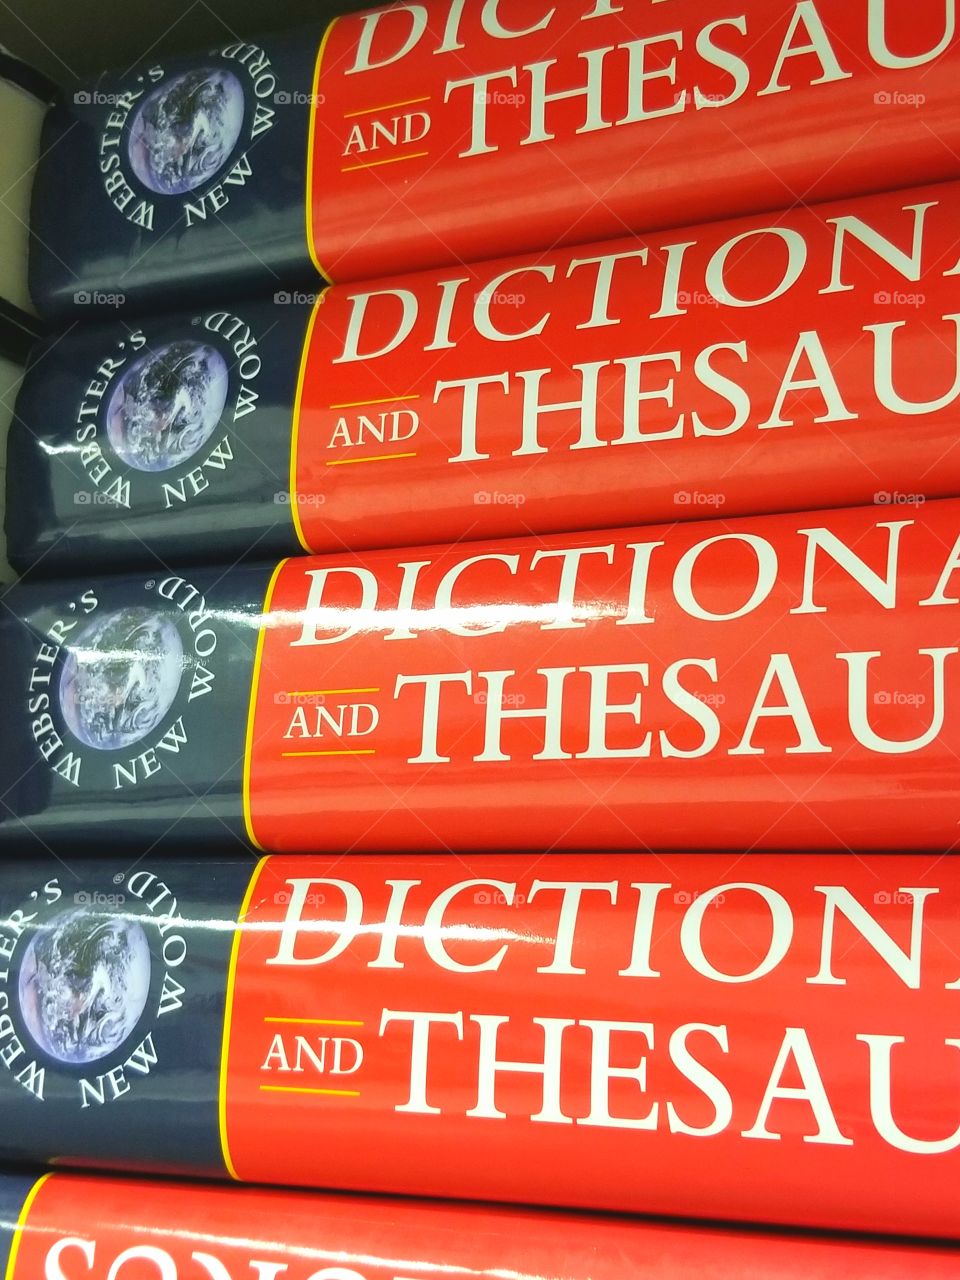 WEBSTER'S NEW WORLD
DICTION
AND THESAU
WEBSTER'S NEW WORLD®
DICTIONA
AND THESAU
WEBSTER'S NEW WORLD®
DICTIONA
AND THESAU
WEBSTER'S NEW WORLD®
DICTIONA
AND THESAU
foap